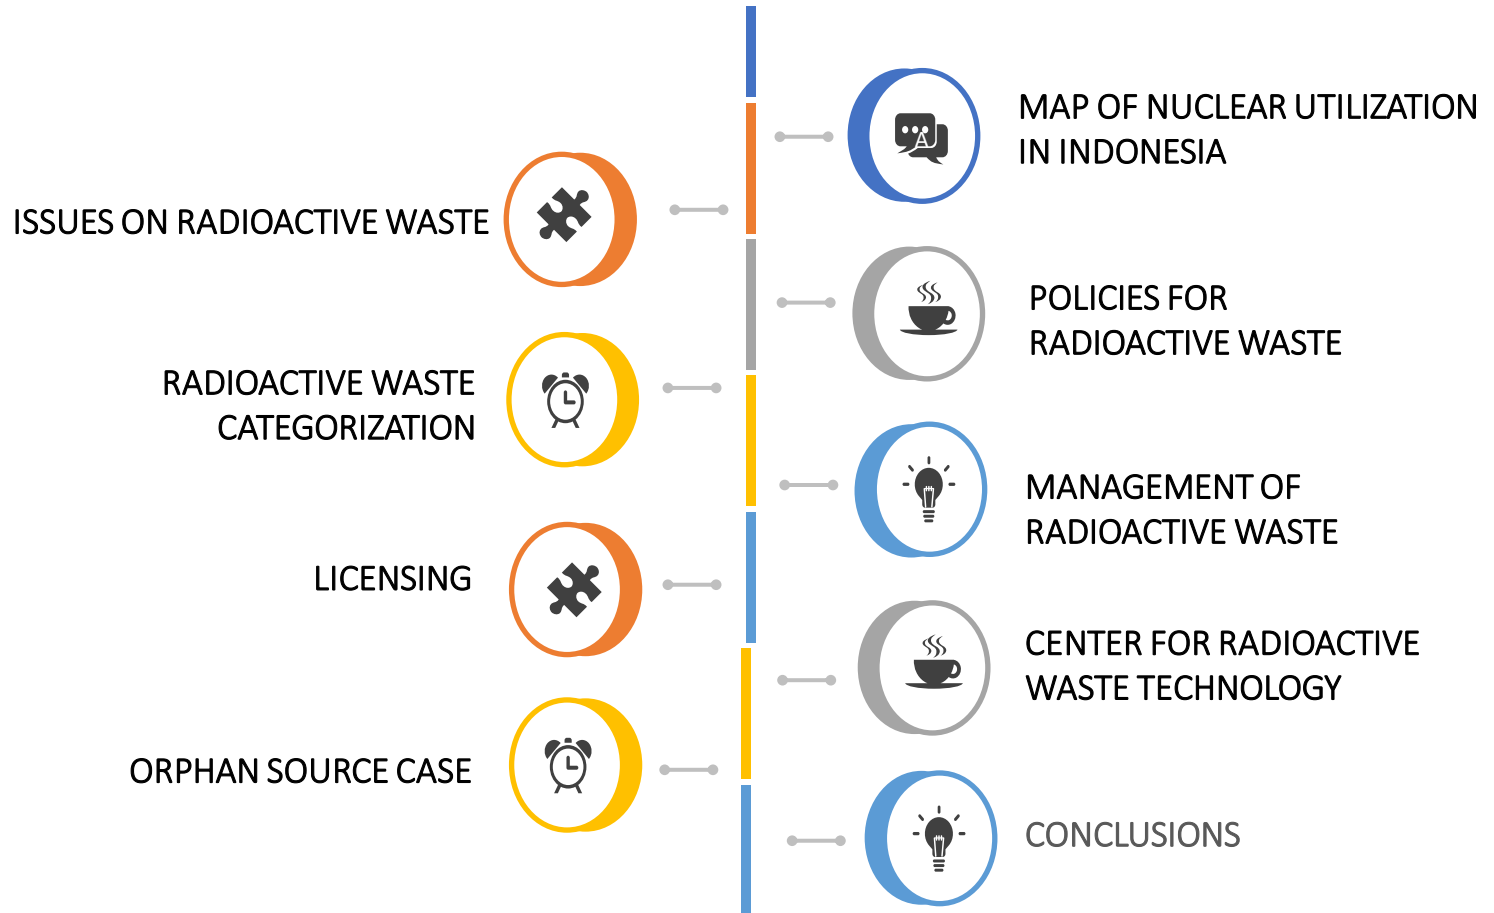 MAP OF NUCLEAR UTILIZATION
IN INDONESIA
ISSUES ON RADIOACTIVE WASTE
POLICIES FOR
RADIOACTIVE WASTE
RADIOACTIVE WASTE
CATEGORIZATION
MANAGEMENT OF
RADIOACTIVE WASTE
LICENSING
CENTER FOR RADIOACTIVE
WASTE TECHNOLOGY
ORPHAN SOURCE CASE
CONCLUSIONS